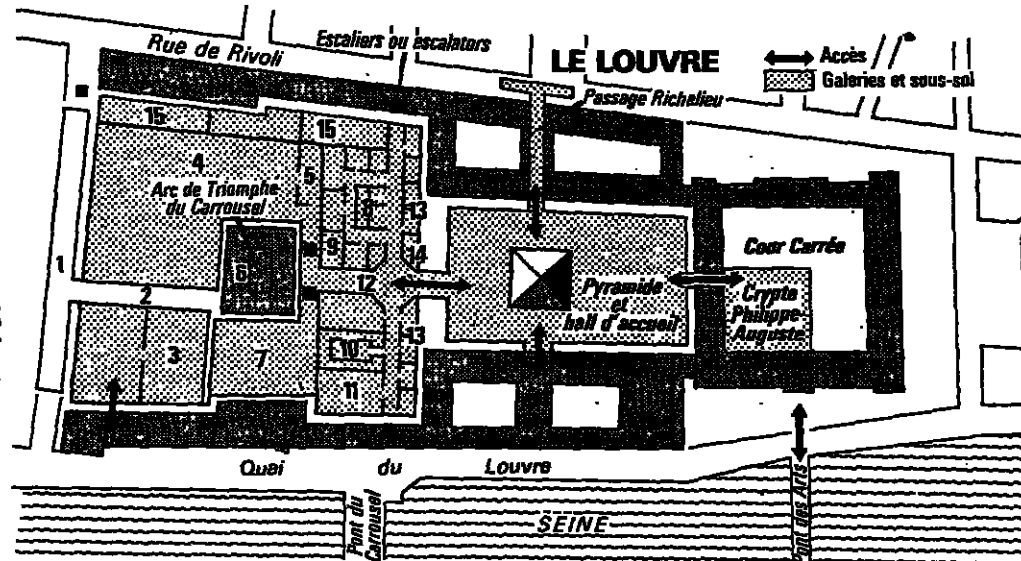 Rue de Rivoli
Escaliers ou escalators
LE LOUVRE
Accès
Galeries et sous-sol
Passage Richelieu
15
15
4
5
Arc de Triomphe
du Carrousel
13
9
14
6
Cour Carrée
1
12
2
Pyramide
et
hall d'accueil
Crypte
Philippe-
Auguste
3
7
10
13
11
Quai du Louvre
Pont du
Carrousel
SEINE
Pont des Arts